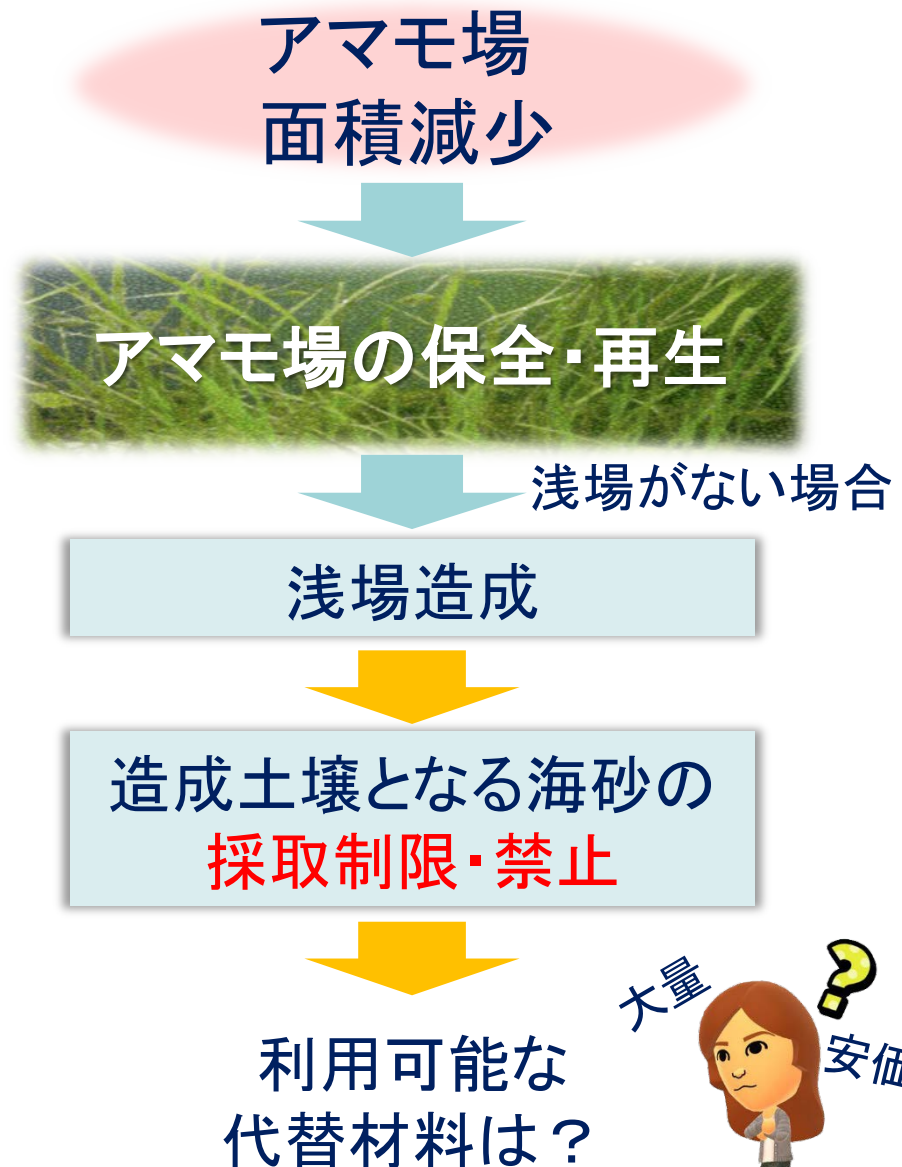 アマモ場
面積減少
アマモ場の保全・再生
浅場がない場合
浅場造成
造成土壌となる海砂の
採取制限・禁止
大量
?
安価
利用可能な
代替材料は？